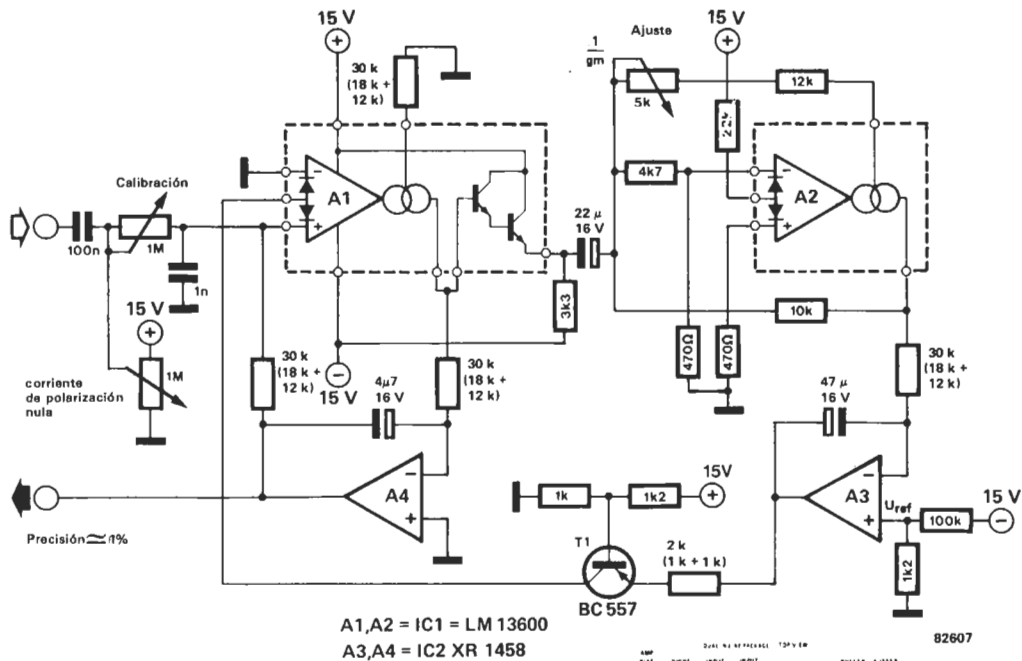 15 V
30 k
(18 k +
12 k)
A1
Calibración
100n
1M
1n
15 V
1M
corriente
de polarización
nula
15 V
3k3
22 µ
16 V
1
gm
Ajuste
5k
15 V
12k
4k7
A2
470Ω
470Ω
10k
30 k
(18 k +
12 k)
30 k
(18 k +
12 k)
30 k
(18 k +
12 k)
4µ7
16 V
A4
47 µ
16 V
A3
Uref
100k
15 V
1k2
1k
1k2
15V
T1
BC 557
2 k
(1 k + 1 k)
Precisión ≃ 1%
A1,A2 = IC1 = LM 13600
A3,A4 = IC2 XR 1458
82607